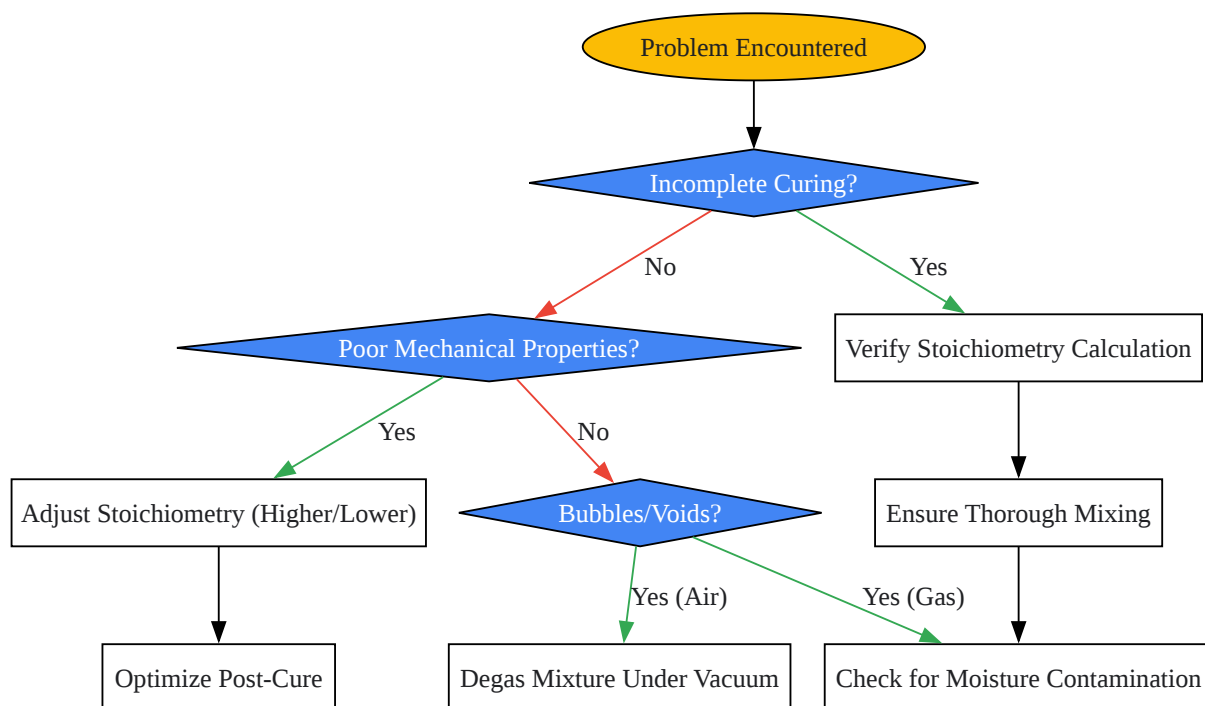 Problem Encountered
Incomplete Curing?
No
Yes
Poor Mechanical Properties?
Verify Stoichiometry Calculation
Yes
No
Adjust Stoichiometry (Higher/Lower)
Bubbles/Voids?
Ensure Thorough Mixing
Yes (Air)
Yes (Gas)
Optimize Post-Cure
Degas Mixture Under Vacuum
Check for Moisture Contamination